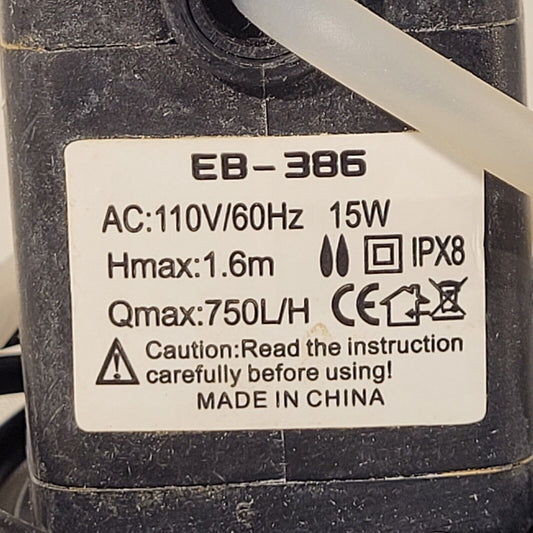 EB-386
AC:110V/60Hz 15W
Hmax:1.6m IPX8
Qmax:750L/H CE
Caution:Read the instruction
carefully before using!
MADE IN CHINA